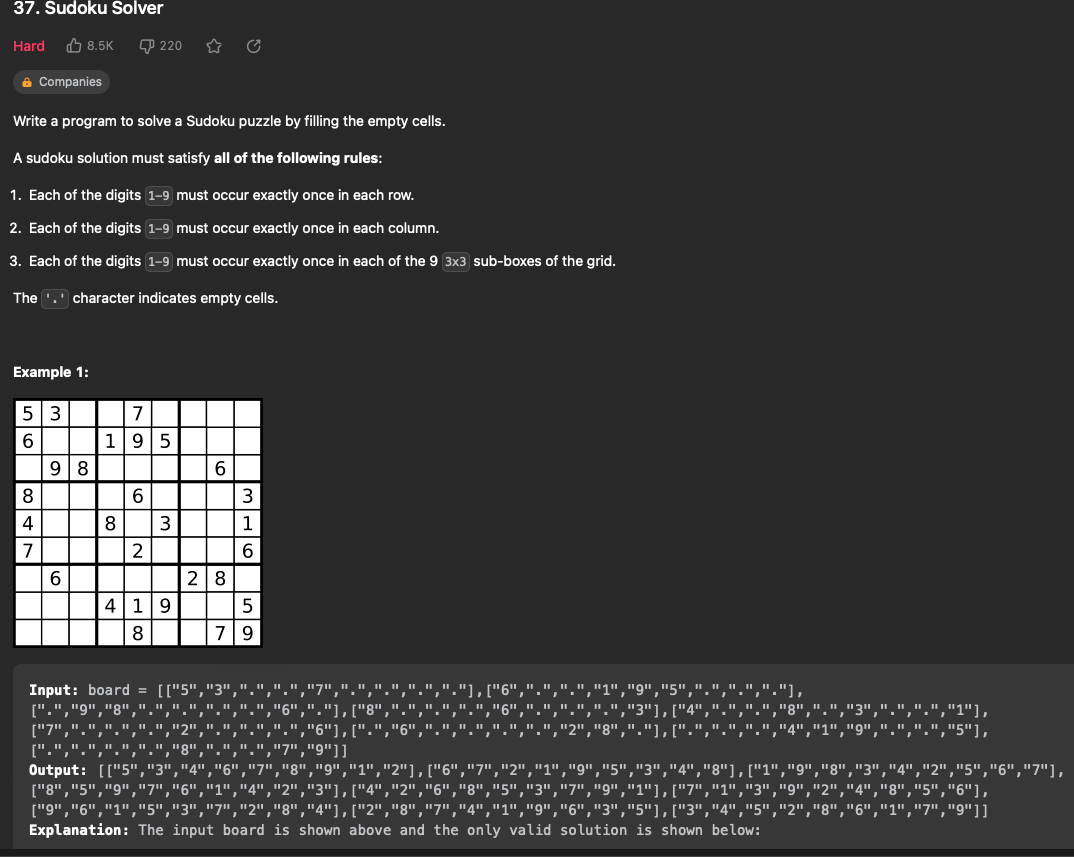 37. Sudoku Solver
Hard 8.5K 220
Companies
Write a program to solve a Sudoku puzzle by filling the empty cells.
A sudoku solution must satisfy all of the following rules:
1. Each of the digits 1-9 must occur exactly once in each row.
2. Each of the digits 1-9 must occur exactly once in each column.
3. Each of the digits 1-9 must occur exactly once in each of the 9 3x3 sub-boxes of the grid.
The '.' character indicates empty cells.
Example 1:
5 3 7
6 1 9 5
9 8 6
8 6 3
4 8 3 1
7 2 6
6 2 8
4 1 9 5
8 7 9
Input: board = [["5","3",".",".","7",".",".",".","."],["6",".",".","1","9","5",".",".","."],
[".","9","8",".",".",".",".","6","."],["8",".",".",".","6",".",".",".","3"],["4",".",".","8",".","3",".",".","1"],
["7",".",".",".","2",".",".",".","6"],[".","6",".",".",".",".","2","8","."],[".",".",".","4","1","9",".",".","5"],
[".",".",".",".","8",".",".","7","9"]]
Output: [["5","3","4","6","7","8","9","1","2"],["6","7","2","1","9","5","3","4","8"],["1","9","8","3","4","2","5","6","7"],
["8","5","9","7","6","1","4","2","3"],["4","2","6","8","5","3","7","9","1"],["7","1","3","9","2","4","8","5","6"],
["9","6","1","5","3","7","2","8","4"],["2","8","7","4","1","9","6","3","5"],["3","4","5","2","8","6","1","7","9"]]
Explanation: The input board is shown above and the only valid solution is shown below: